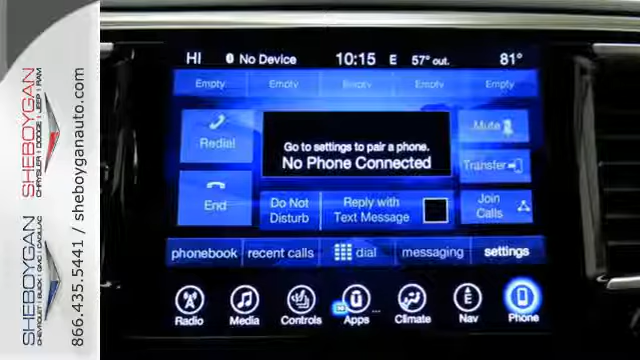 SHEBOYGAN
CHEVROLET | BUICK | GMC | CADILLAC
SHEBOYGAN
CHRYSLER | DODGE | JEEP | RAM
866.435.5441 / sheboyganauto.com
HI No Device 10:15 E 57° out. 81°
Empty Empty Empty Empty Empty
Redial
Go to settings to pair a phone.
No Phone Connected
Mute
Transfer
End
Do Not Disturb
Reply with Text Message
Join Calls
phonebook recent calls dial messaging settings
Radio Media Controls Apps Climate Nav Phone